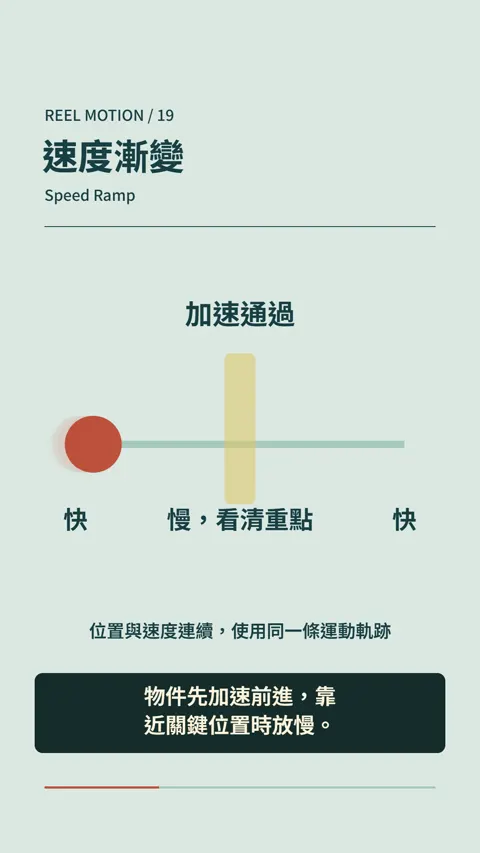 REEL MOTION / 19
速度漸變
Speed Ramp
加速通過
快
慢，看清重點
快
位置與速度連續，使用同一條運動軌跡
物件先加速前進，靠
近關鍵位置時放慢。